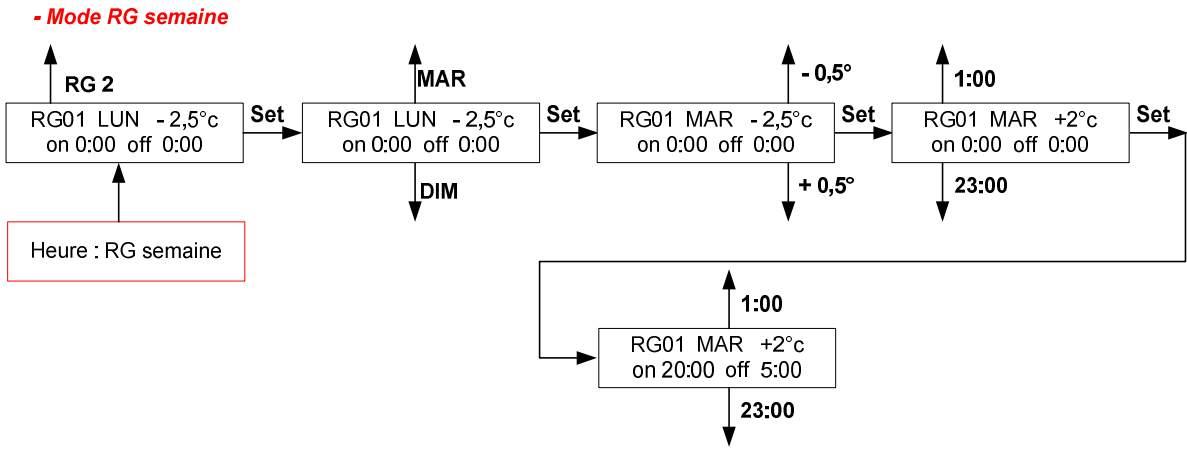 - Mode RG semaine
RG 2
RG01 LUN - 2,5°c
on 0:00 off 0:00
Set
MAR
RG01 LUN - 2,5°c
on 0:00 off 0:00
DIM
Set
- 0,5°
RG01 MAR - 2,5°c
on 0:00 off 0:00
+ 0,5°
Set
1:00
RG01 MAR +2°c
on 0:00 off 0:00
23:00
Set
Heure : RG semaine
1:00
RG01 MAR +2°c
on 20:00 off 5:00
23:00